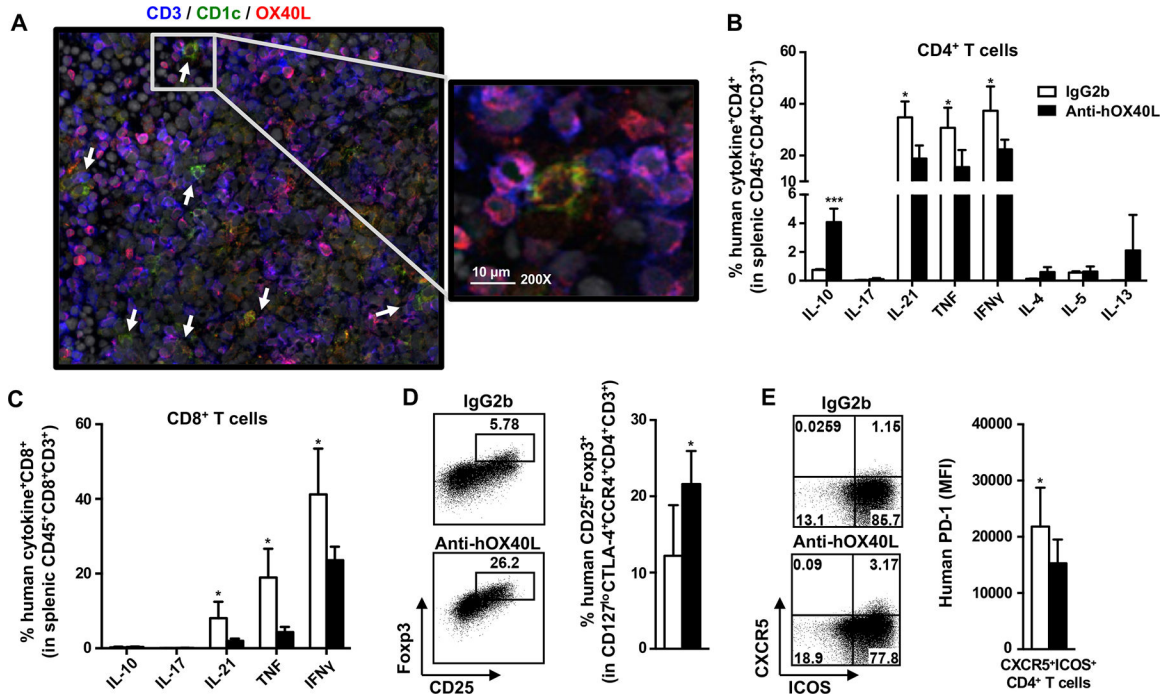 CD3 / CD1c / OX40L
A
10 µm
200X
B
CD4⁺ T cells
IgG2b
Anti-hOX40L
% human cytokine⁺CD4⁺
(in splenic CD45⁺CD4⁺CD3⁺)
60
40
20
10
6
4
2
0
***
*
*
*
IL-10
IL-17
IL-21
TNF
IFNγ
IL-4
IL-5
IL-13
C
CD8⁺ T cells
% human cytokine⁺CD8⁺
(in splenic CD45⁺CD8⁺CD3⁺)
60
40
20
0
*
*
*
IL-10
IL-17
IL-21
TNF
IFNγ
D
IgG2b
5.78
Anti-hOX40L
26.2
Foxp3
CD25
% human CD25⁺Foxp3⁺
(in CD127ˡᵒCTLA-4⁺CCR4⁺CD4⁺CD3⁺)
30
20
10
0
*
E
IgG2b
0.0259
1.15
13.1
85.7
Anti-hOX40L
0.09
3.17
18.9
77.8
CXCR5
ICOS
Human PD-1 (MFI)
40000
30000
20000
10000
0
*
CXCR5⁺ICOS⁺
CD4⁺ T cells